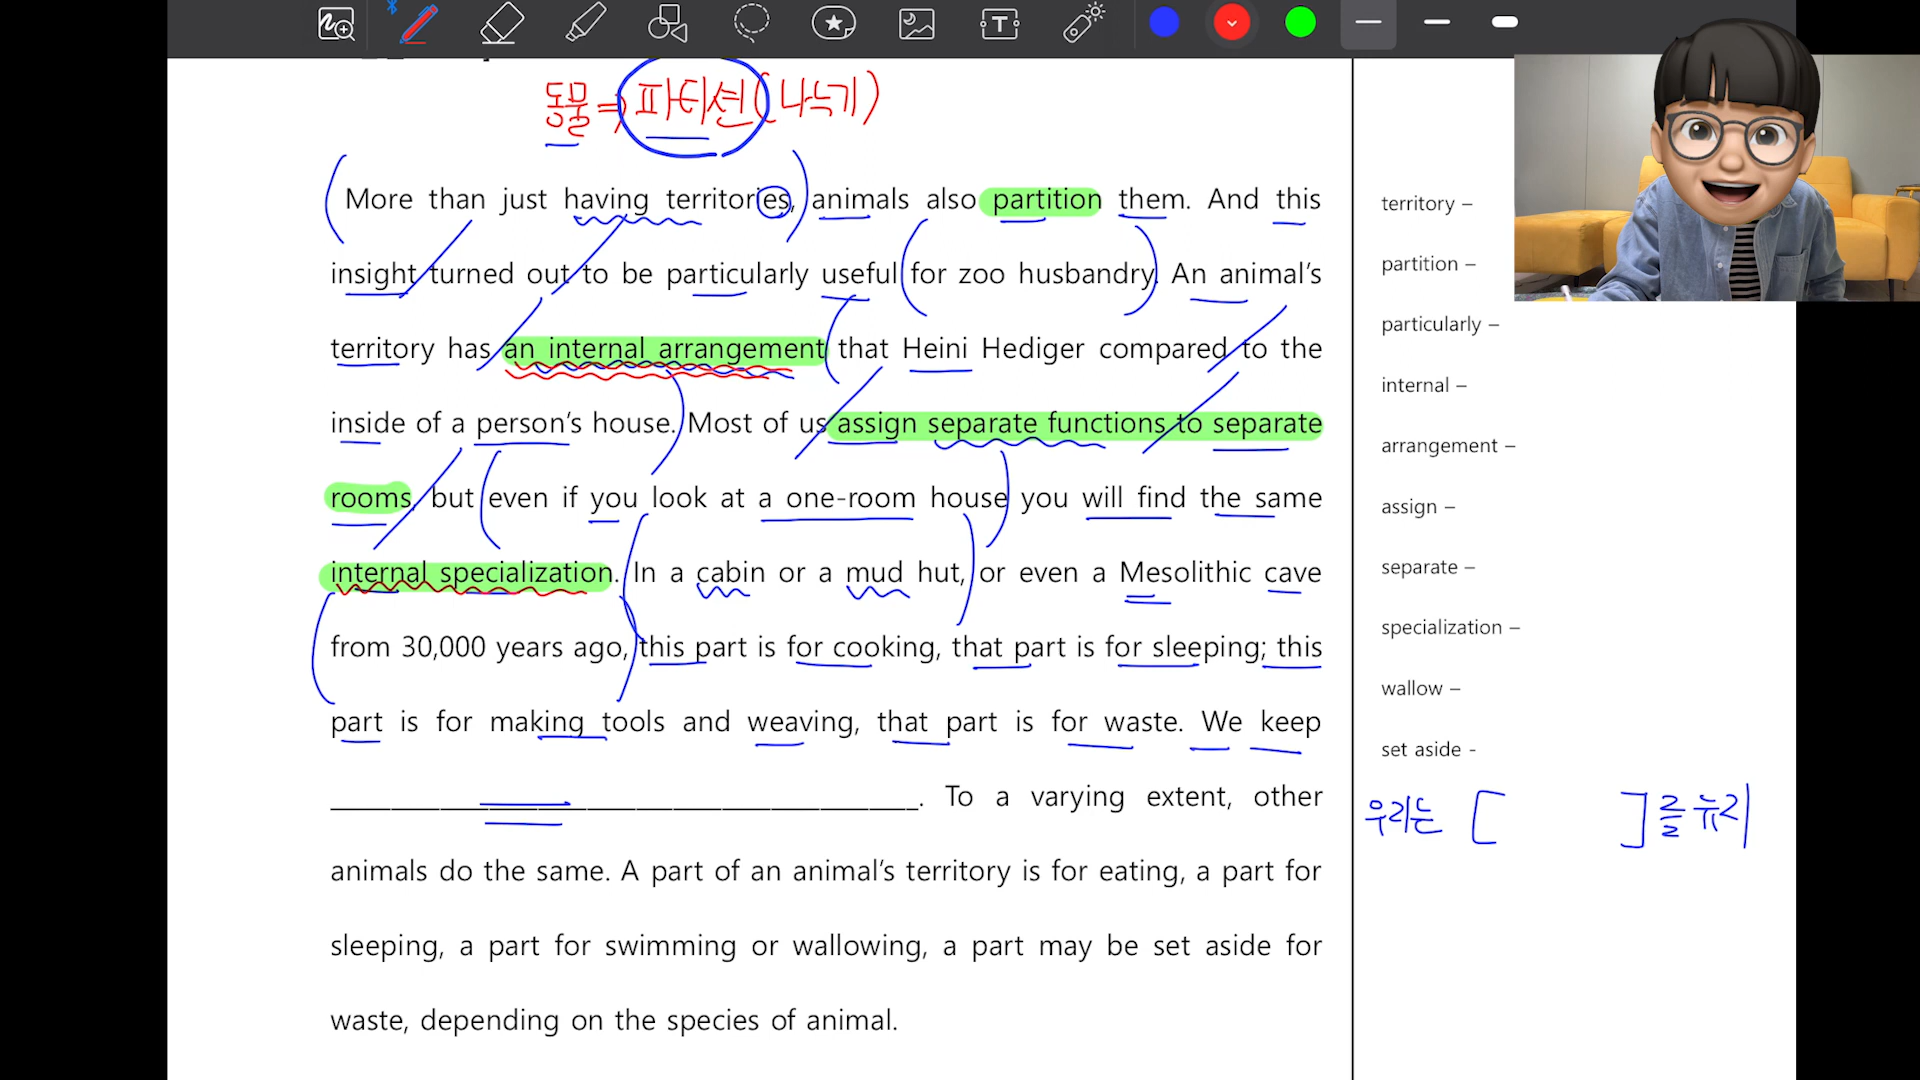 동물 ⇒ 파티션 (나누기)
More than just having territories, animals also partition them. And this
insight turned out to be particularly useful for zoo husbandry. An animal's
territory has an internal arrangement that Heini Hediger compared to the
inside of a person's house. Most of us assign separate functions to separate
rooms, but even if you look at a one-room house you will find the same
internal specialization. In a cabin or a mud hut, or even a Mesolithic cave
from 30,000 years ago, this part is for cooking, that part is for sleeping; this
part is for making tools and weaving, that part is for waste. We keep
____________________. To a varying extent, other
animals do the same. A part of an animal's territory is for eating, a part for
sleeping, a part for swimming or wallowing, a part may be set aside for
waste, depending on the species of animal.
territory –
partition –
particularly –
internal –
arrangement –
assign –
separate –
specialization –
wallow –
set aside -
우리는 [ ]를 유지